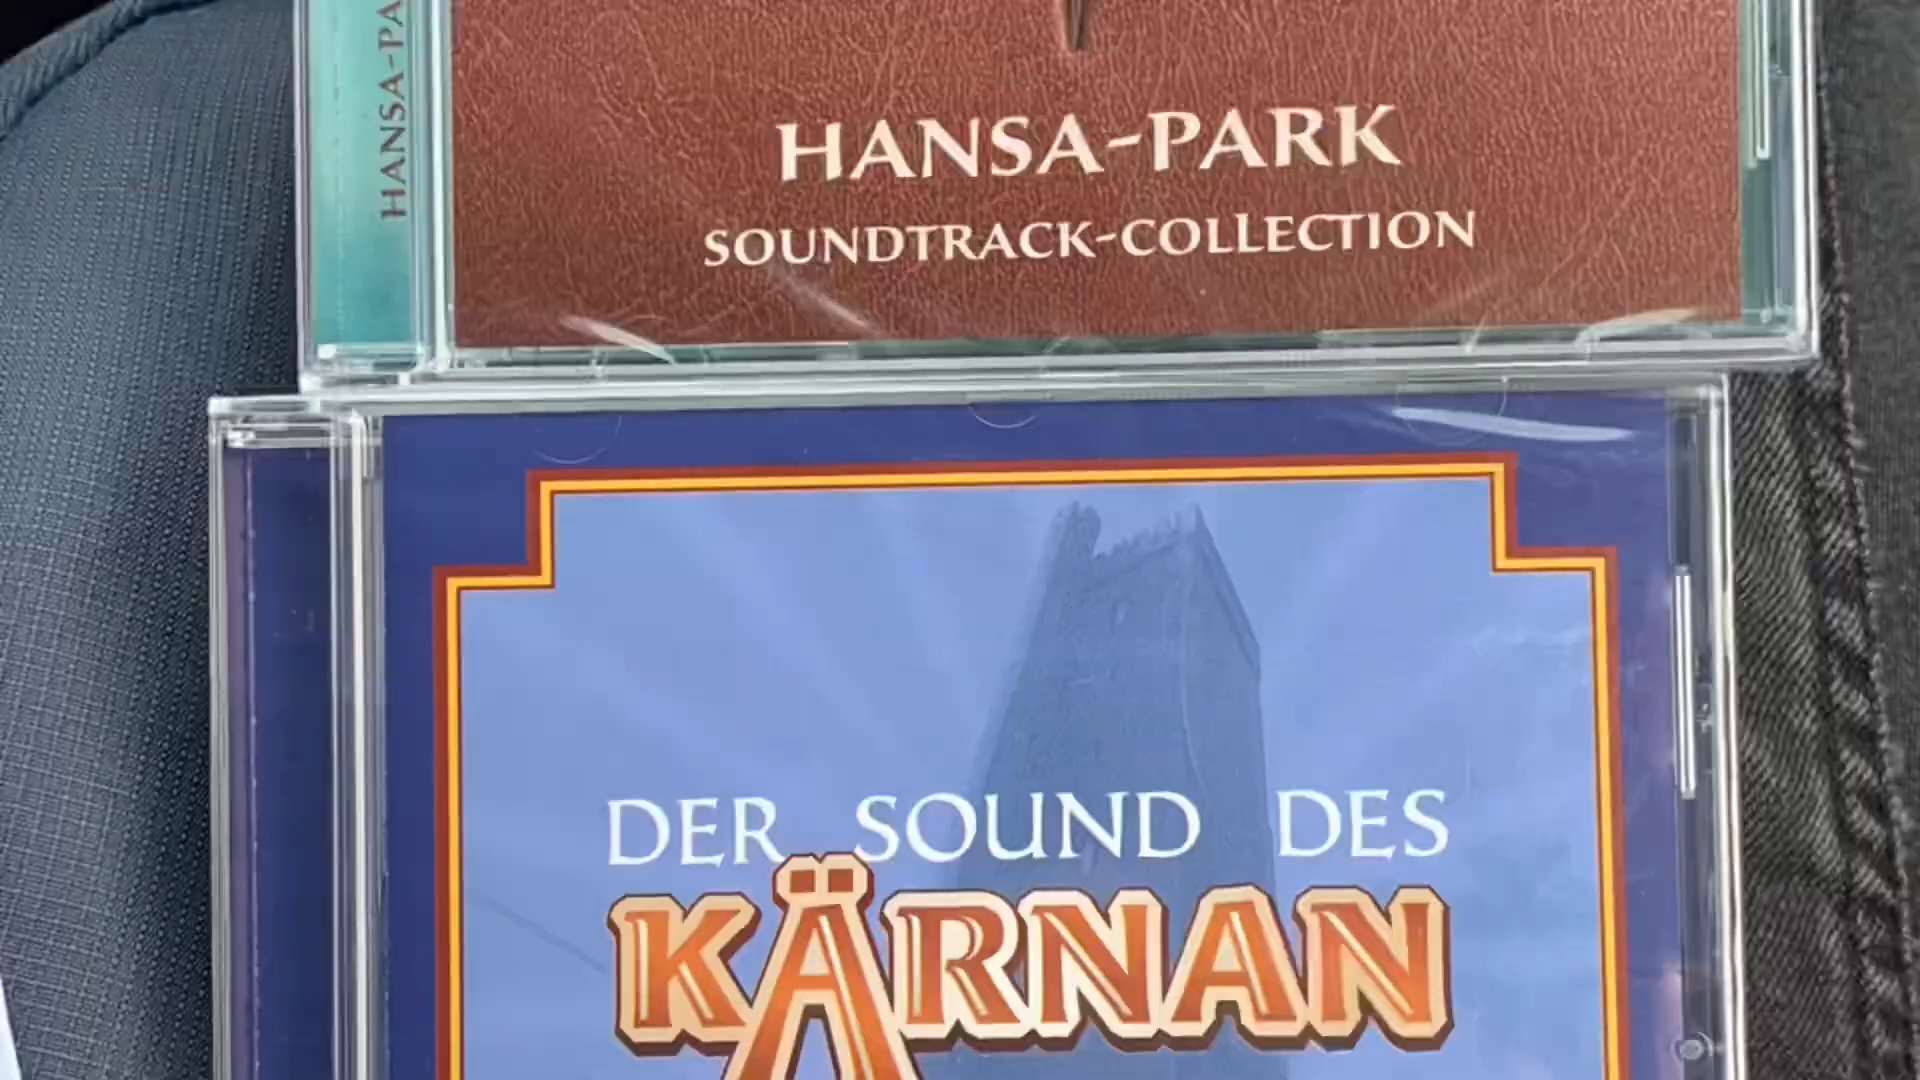 HANSA-PA
HANSA-PARK
SOUNDTRACK-COLLECTION
DER SOUND DES
KÄRNAN